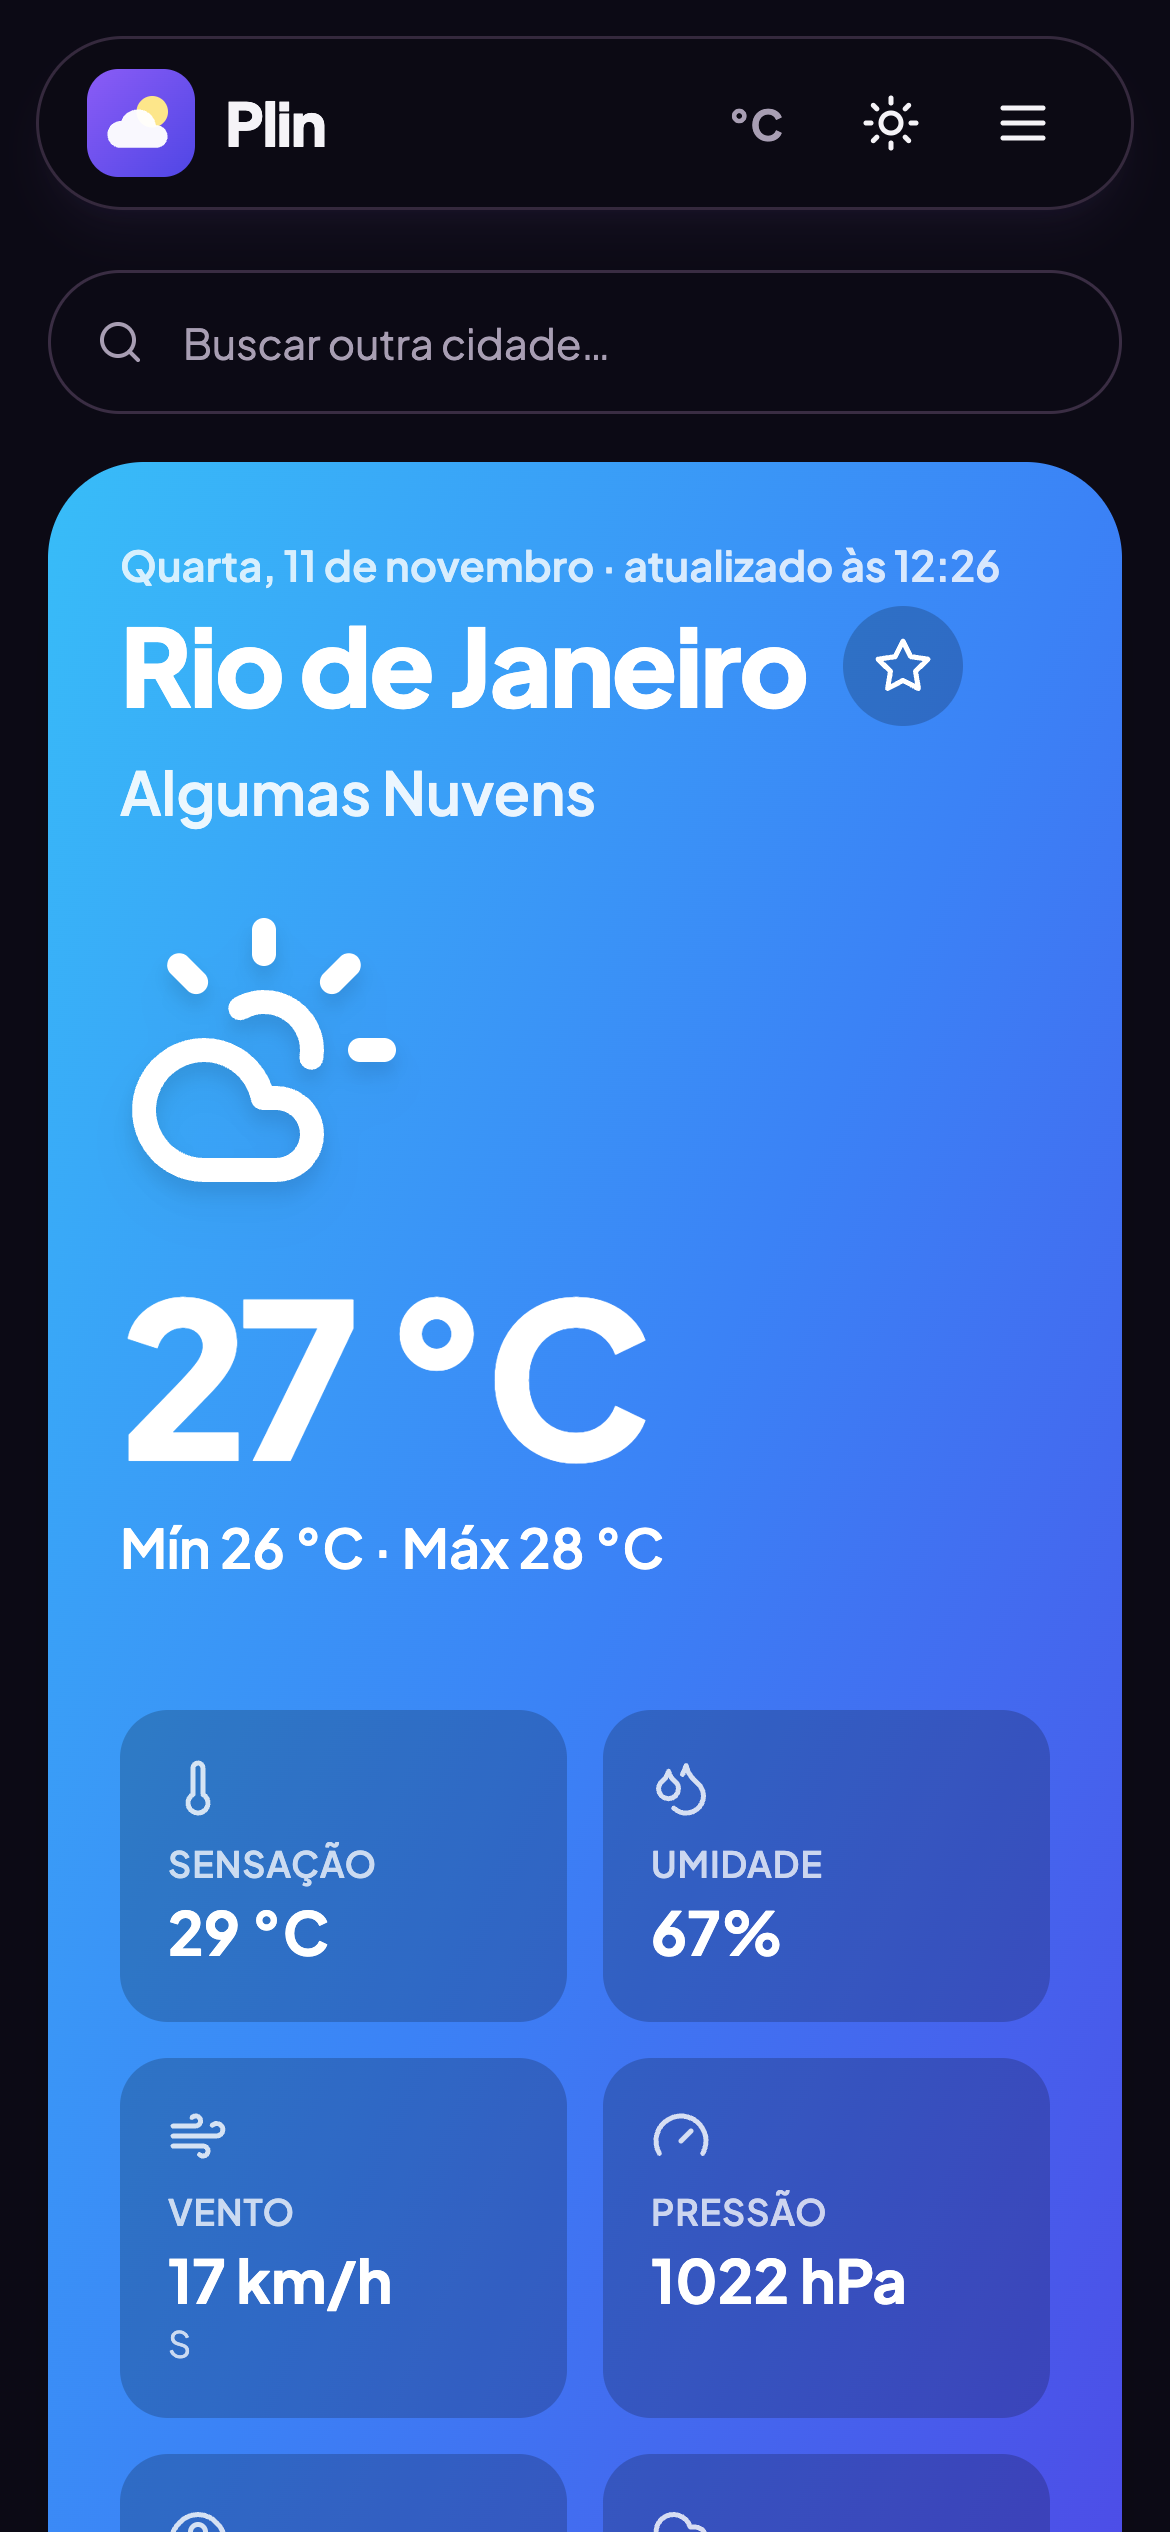 Plin
°C
Buscar outra cidade...
Quarta, 11 de novembro · atualizado às 12:26
Rio de Janeiro
Algumas Nuvens
27 °C
Mín 26 °C · Máx 28 °C
SENSAÇÃO
29 °C
UMIDADE
67%
VENTO
17 km/h
S
PRESSÃO
1022 hPa